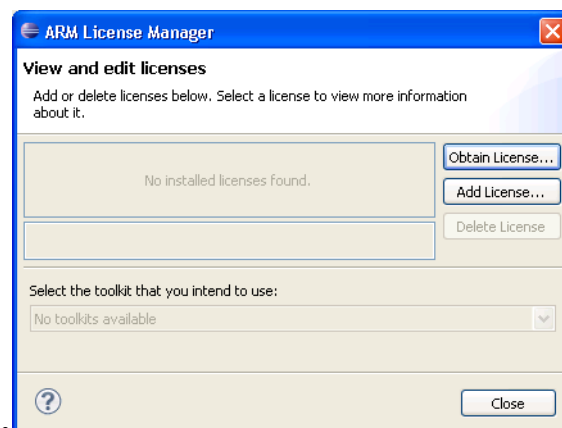 ARM License Manager
View and edit licenses
Add or delete licenses below. Select a license to view more information
about it.
No installed licenses found.
Obtain License...
Add License...
Delete License
Select the toolkit that you intend to use:
No toolkits available
?
Close